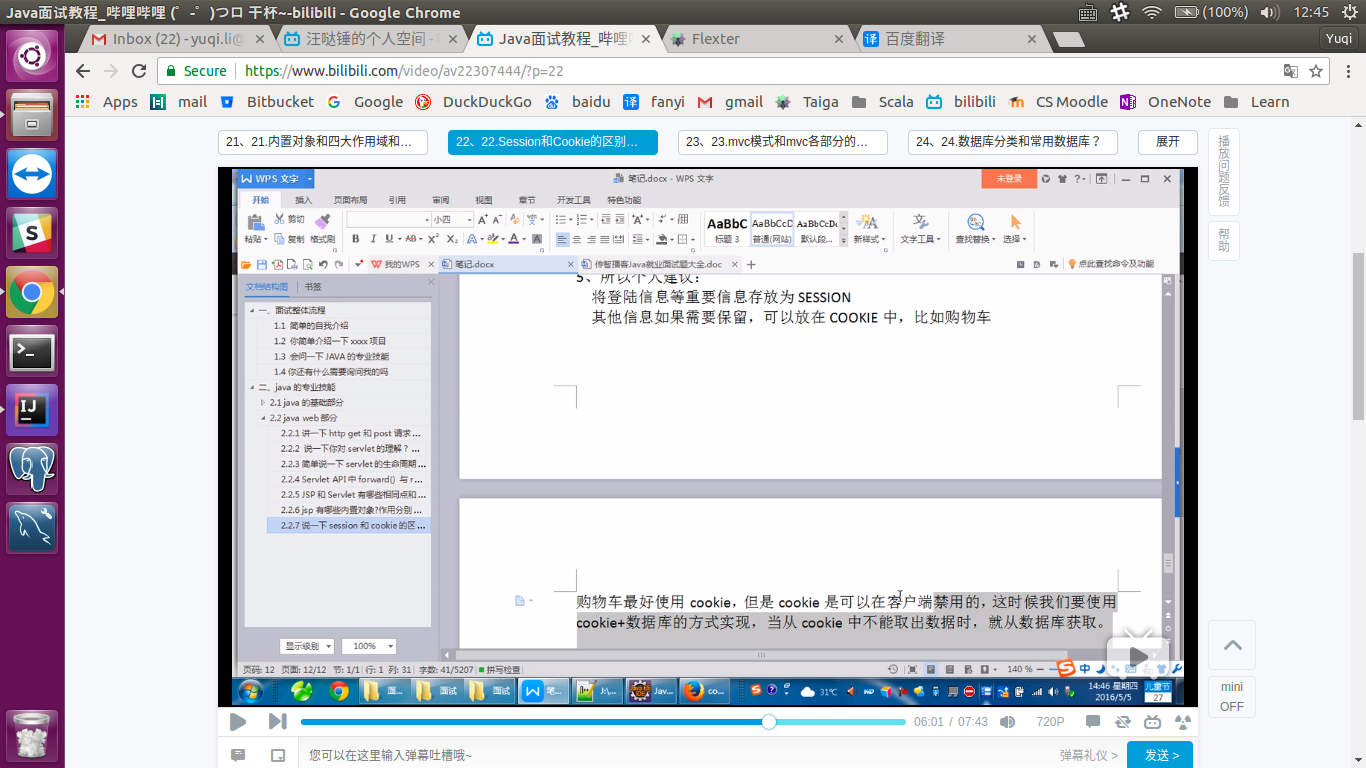 Java面试教程_哔哩哔哩 (゜-゜)つロ 干杯~-bilibili - Google Chrome
(100%) 12:45
Inbox (22) - yuqi.li@
汪哒锤的个人空间 -
Java面试教程_哔哩
Flexter
百度翻译
Yuqi
Secure
https://www.bilibili.com/video/av22307444/?p=22
Apps mail Bitbucket Google DuckDuckGo baidu fanyi gmail Taiga Scala bilibili CS Moodle OneNote Learn
21、21.内置对象和四大作用域和...
22、22.Session和Cookie的区别...
23、23.mvc模式和mvc各部分的...
24、24.数据库分类和常用数据库？
展开
播放问题反馈
帮助
WPS 文字
笔记.docx - WPS 文字
未登录
开始 插入 页面布局 引用 审阅 视图 章节 开发工具 特色功能
粘贴 剪切 复制 格式刷
小四
AaBbC 标题 3
AaBbCcD 普通(网站)
AaBbCcDc 默认段...
新样式 文字工具 查找替换 选择
我的WPS
笔记.docx
传智播客Java就业面试题大全.doc
点此查找命令及功能
文档结构图 书签
一、面试整体流程
1.1 简单的自我介绍
1.2 你简单介绍一下 xxxx 项目
1.3 会问一下 JAVA 的专业技能
1.4 你还有什么需要询问我的吗
二、java 的专业技能
2.1 java 的基础部分
2.2 java web 部分
2.2.1 讲一下 http get 和 post 请求 ...
2.2.2 说一下你对 servlet 的理解？ ...
2.2.3 简单说一下 servlet 的生命周期 ...
2.2.4 Servlet API 中 forward() 与 r ...
2.2.5 JSP 和 Servlet 有哪些相同点和 ...
2.2.6 jsp 有哪些内置对象?作用分别 ...
2.2.7 说一下 session 和 cookie 的区 ...
显示级别 100%
5、所以个人建议：
将登陆信息等重要信息存放为 SESSION
其他信息如果需要保留，可以放在 COOKIE 中，比如购物车
购物车最好使用 cookie，但是 cookie 是可以在客户端禁用的，这时候我们要使用
cookie+数据库的方式实现，当从 cookie 中不能取出数据时，就从数据库获取。
页码: 12 页面: 12/12 节: 1/1 行: 1 列: 31 字数: 41/5207 拼写检查
140 %
中
面... 面试 面试 笔... J:\... Jav... co...
31℃
14:46 星期四
2016/5/5
儿童节
27
mini
OFF
06:01 / 07:43
720P
您可以在这里输入弹幕吐槽哦~
弹幕礼仪 >
发送 >